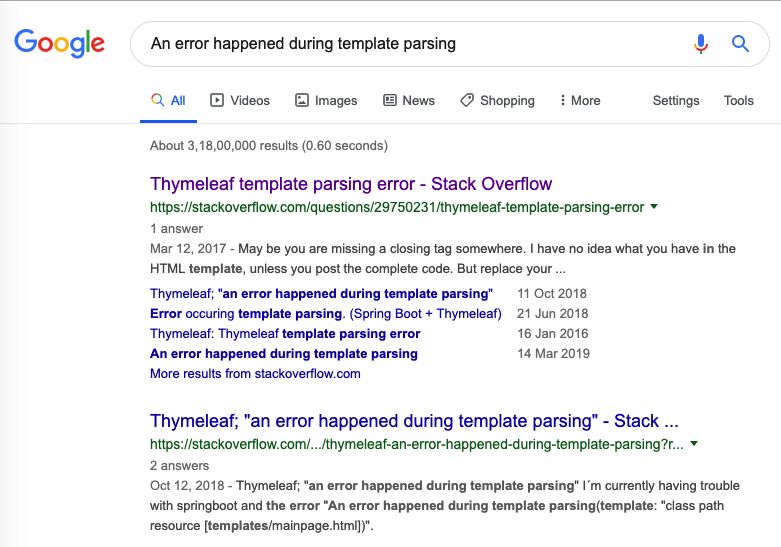 Google
An error happened during template parsing
All Videos Images News Shopping More Settings Tools
About 3,18,00,000 results (0.60 seconds)
Thymeleaf template parsing error - Stack Overflow
https://stackoverflow.com/questions/29750231/thymeleaf-template-parsing-error
1 answer
Mar 12, 2017 - May be you are missing a closing tag somewhere. I have no idea what you have in the
HTML template, unless you post the complete code. But replace your ...
Thymeleaf; "an error happened during template parsing" 11 Oct 2018
Error occuring template parsing. (Spring Boot + Thymeleaf) 21 Jun 2018
Thymeleaf: Thymeleaf template parsing error 16 Jan 2016
An error happened during template parsing 14 Mar 2019
More results from stackoverflow.com
Thymeleaf; "an error happened during template parsing" - Stack ...
https://stackoverflow.com/.../thymeleaf-an-error-happened-during-template-parsing?r...
2 answers
Oct 12, 2018 - Thymeleaf; "an error happened during template parsing" I´m currently having trouble
with springboot and the error "An error happened during template parsing(template: "class path
resource [templates/mainpage.html])".